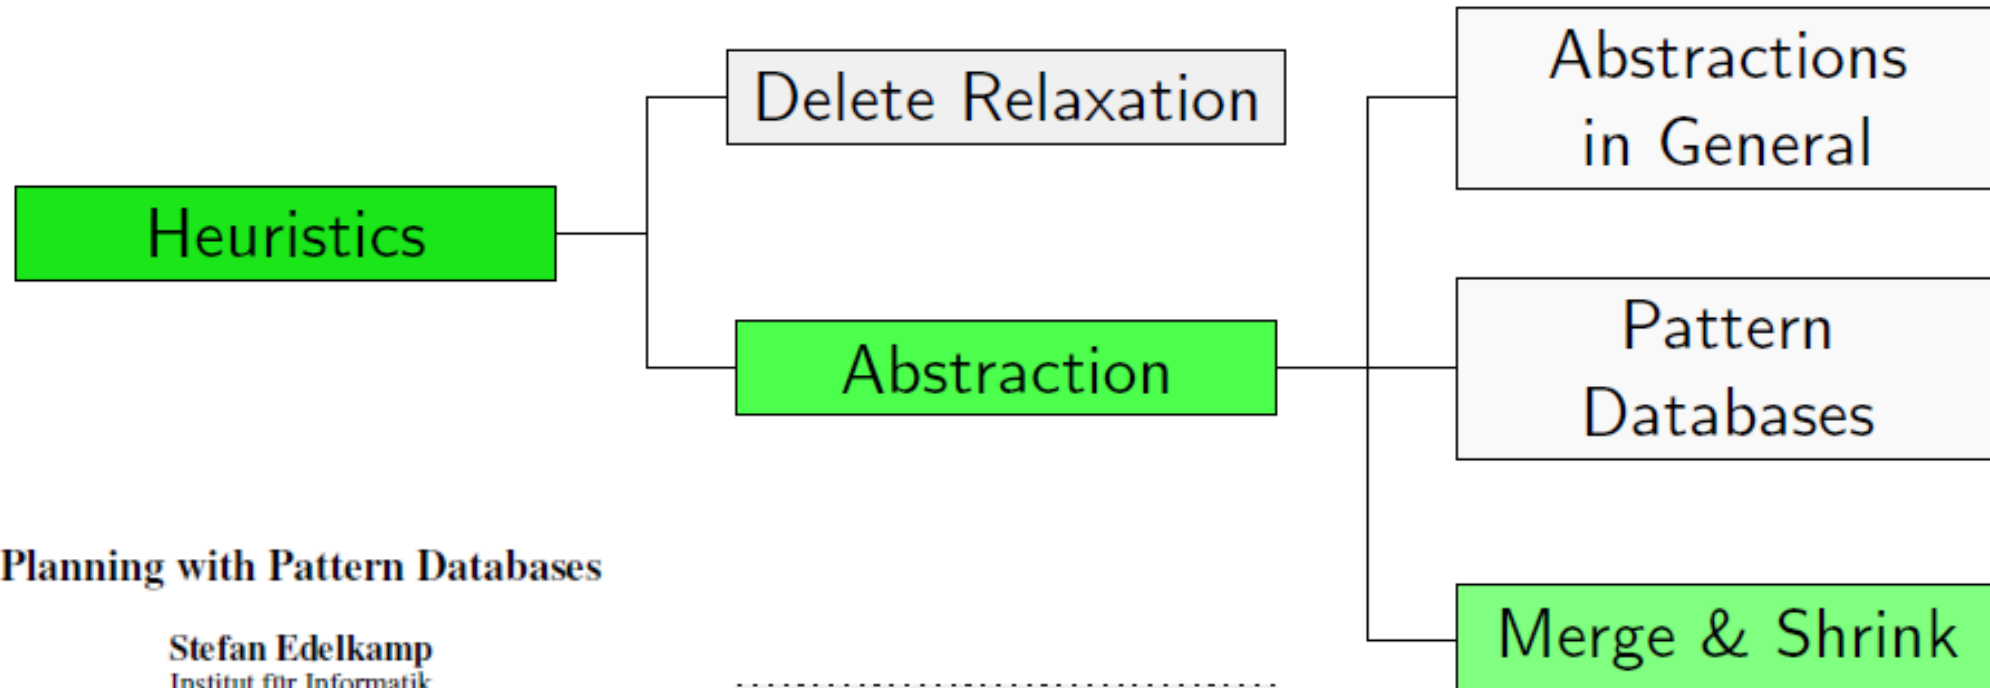 Heuristics
Delete Relaxation
Abstraction
Abstractions
in General
Pattern
Databases
Merge & Shrink
Planning with Pattern Databases
Stefan Edelkamp
Institut für Informatik